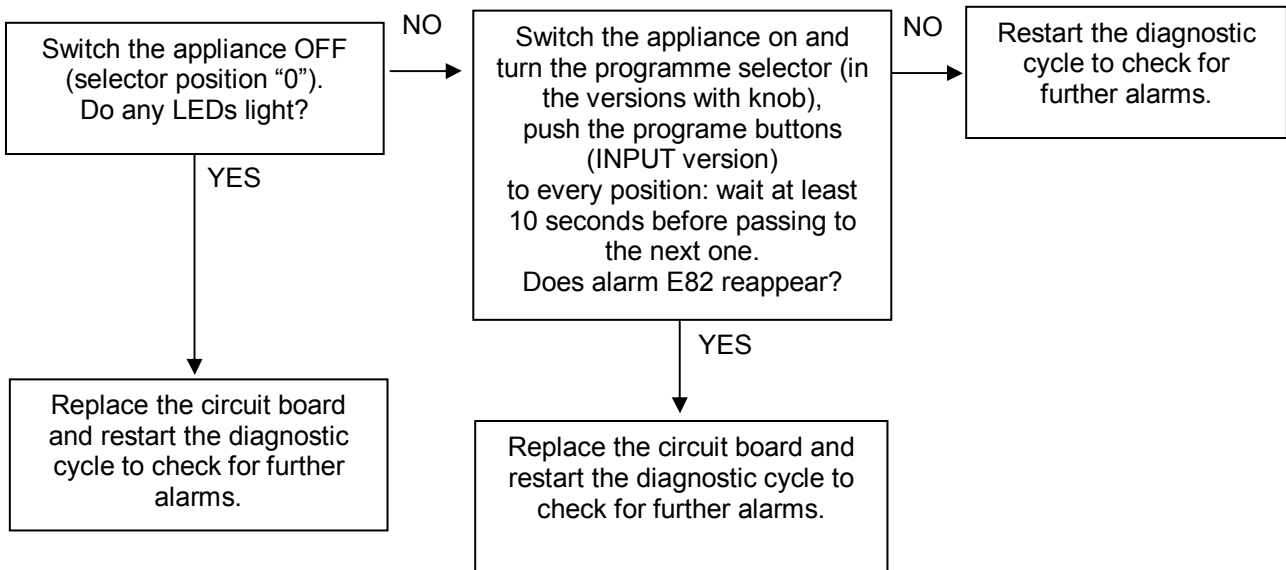 Switch the appliance OFF
(selector position “0”).
Do any LEDs light?
NO
Switch the appliance on and
turn the programme selector (in
the versions with knob),
push the programe buttons
(INPUT version)
to every position: wait at least
10 seconds before passing to
the next one.
Does alarm E82 reappear?
NO
Restart the diagnostic
cycle to check for
further alarms.
YES
YES
Replace the circuit board
and restart the diagnostic
cycle to check for further
alarms.
Replace the circuit board and
restart the diagnostic cycle to
check for further alarms.